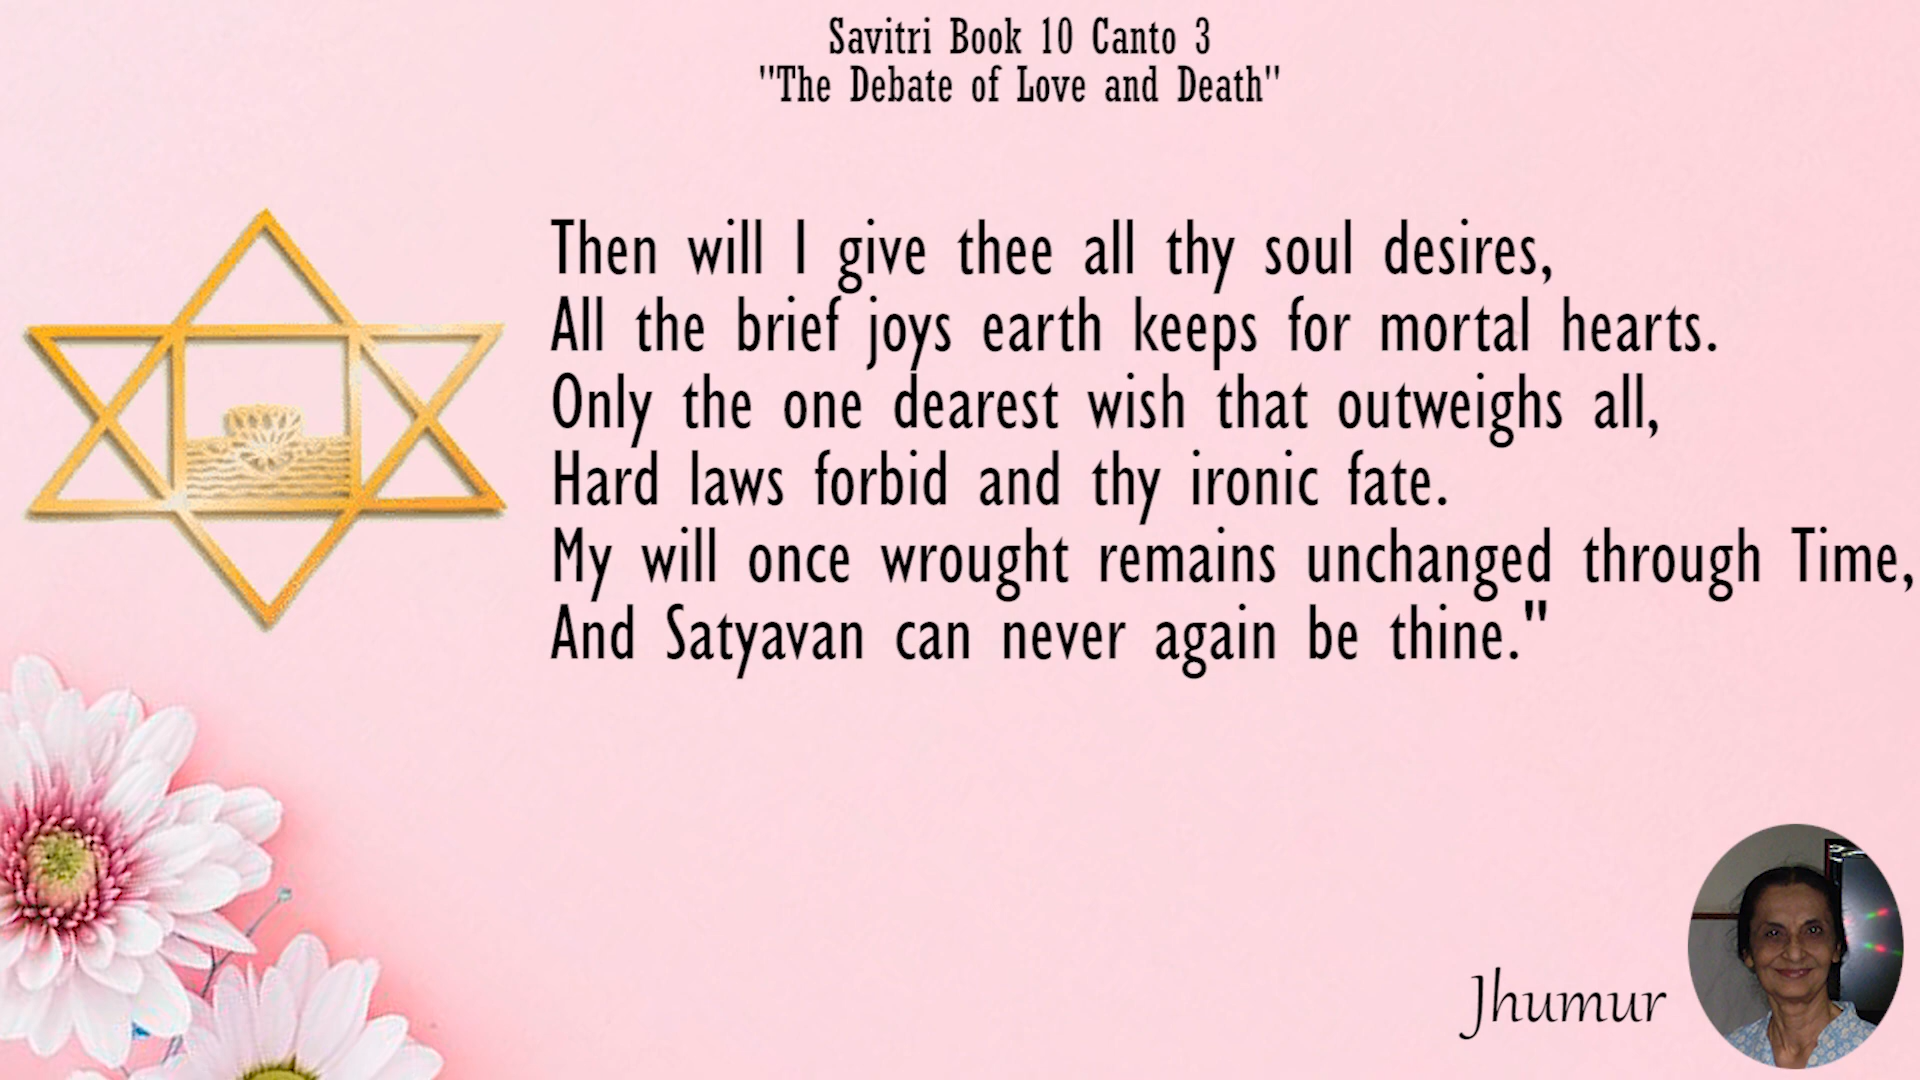 Savitri Book 10 Canto 3
"The Debate of Love and Death"
Then will I give thee all thy soul desires,
All the brief joys earth keeps for mortal hearts.
Only the one dearest wish that outweighs all,
Hard laws forbid and thy ironic fate.
My will once wrought remains unchanged through Time,
And Satyavan can never again be thine."
Jhumur